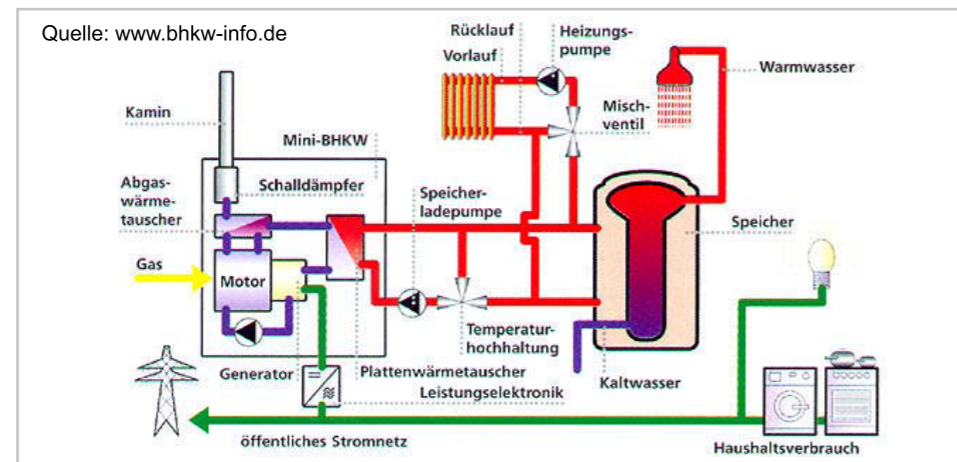 Quelle: www.bhkw-info.de
Rücklauf
Vorlauf
Heizungs-
pumpe
Warmwasser
Kamin
Misch-
ventil
Mini-BHKW
Abgas-
wärme-
tauscher
Schalldämpfer
Speicher-
ladepumpe
Speicher
Gas
Motor
Temperatur-
hochhaltung
Generator
Plattenwärmetauscher
Kaltwasser
Leistungselektronik
öffentliches Stromnetz
Haushaltsverbrauch